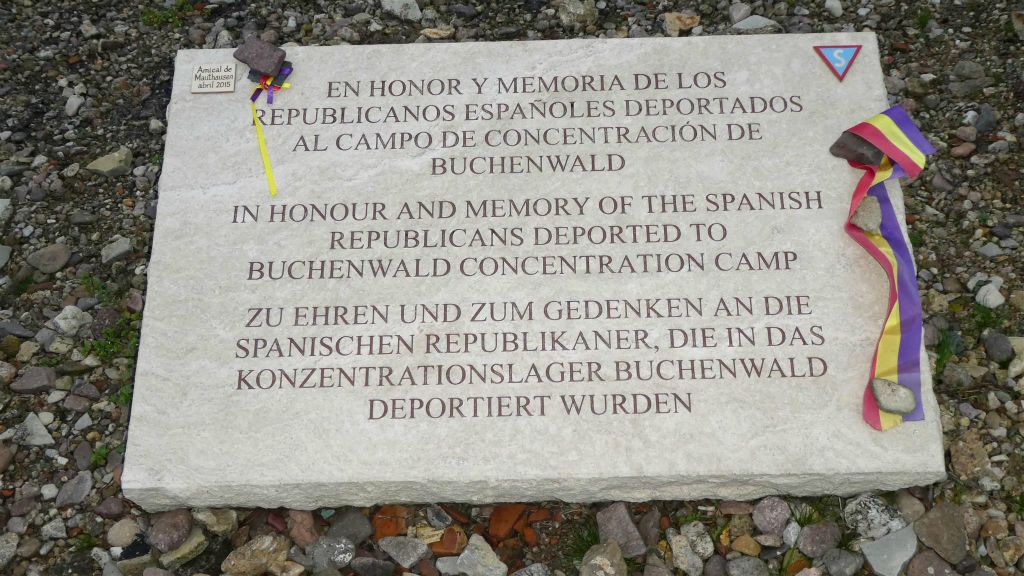 Amical de
Mauthausen
abril 2015
S
EN HONOR Y MEMORIA DE LOS
REPUBLICANOS ESPAÑOLES DEPORTADOS
AL CAMPO DE CONCENTRACIÓN DE
BUCHENWALD
IN HONOUR AND MEMORY OF THE SPANISH
REPUBLICANS DEPORTED TO
BUCHENWALD CONCENTRATION CAMP
ZU EHREN UND ZUM GEDENKEN AN DIE
SPANISCHEN REPUBLIKANER, DIE IN DAS
KONZENTRATIONSLAGER BUCHENWALD
DEPORTIERT WURDEN